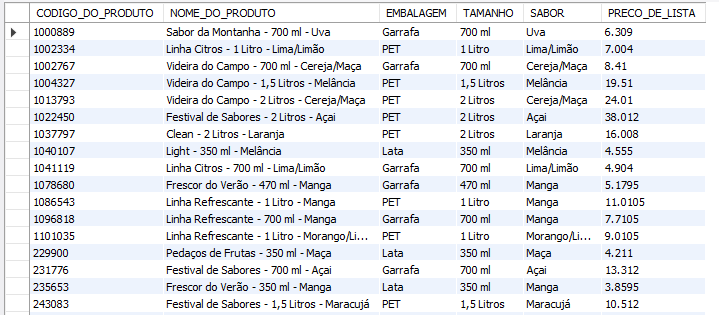 CODIGO_DO_PRODUTO NOME_DO_PRODUTO EMBALAGEM TAMANHO SABOR PRECO_DE_LISTA
1000889 Sabor da Montanha - 700 ml - Uva Garrafa 700 ml Uva 6.309
1002334 Linha Citros - 1 Litro - Lima/Limão PET 1 Litro Lima/Limão 7.004
1002767 Videira do Campo - 700 ml - Cereja/Maça Garrafa 700 ml Cereja/Maça 8.41
1004327 Videira do Campo - 1,5 Litros - Melância PET 1,5 Litros Melância 19.51
1013793 Videira do Campo - 2 Litros - Cereja/Maça PET 2 Litros Cereja/Maça 24.01
1022450 Festival de Sabores - 2 Litros - Açai PET 2 Litros Açai 38.012
1037797 Clean - 2 Litros - Laranja PET 2 Litros Laranja 16.008
1040107 Light - 350 ml - Melância Lata 350 ml Melância 4.555
1041119 Linha Citros - 700 ml - Lima/Limão Garrafa 700 ml Lima/Limão 4.904
1078680 Frescor do Verão - 470 ml - Manga Garrafa 470 ml Manga 5.1795
1086543 Linha Refrescante - 1 Litro - Manga PET 1 Litro Manga 11.0105
1096818 Linha Refrescante - 700 ml - Manga Garrafa 700 ml Manga 7.7105
1101035 Linha Refrescante - 1 Litro - Morango/Li... PET 1 Litro Morango/Li... 9.0105
229900 Pedaços de Frutas - 350 ml - Maça Lata 350 ml Maça 4.211
231776 Festival de Sabores - 700 ml - Açai Garrafa 700 ml Açai 13.312
235653 Frescor do Verão - 350 ml - Manga Lata 350 ml Manga 3.8595
243083 Festival de Sabores - 1,5 Litros - Maracujá PET 1,5 Litros Maracujá 10.512